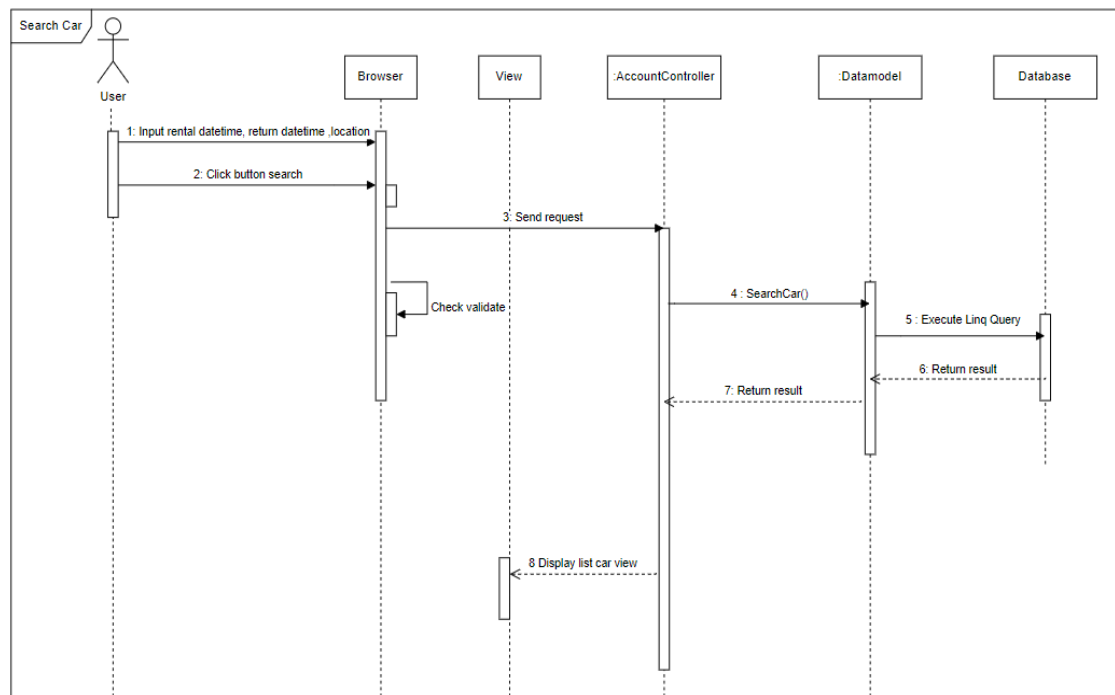 Search Car
User
Browser
View
:AccountController
:Datamodel
Database
1: Input rental datetime, return datetime ,location
2: Click button search
3: Send request
Check validate
4 : SearchCar()
5 : Execute Linq Query
6: Return result
7: Return result
8 Display list car view